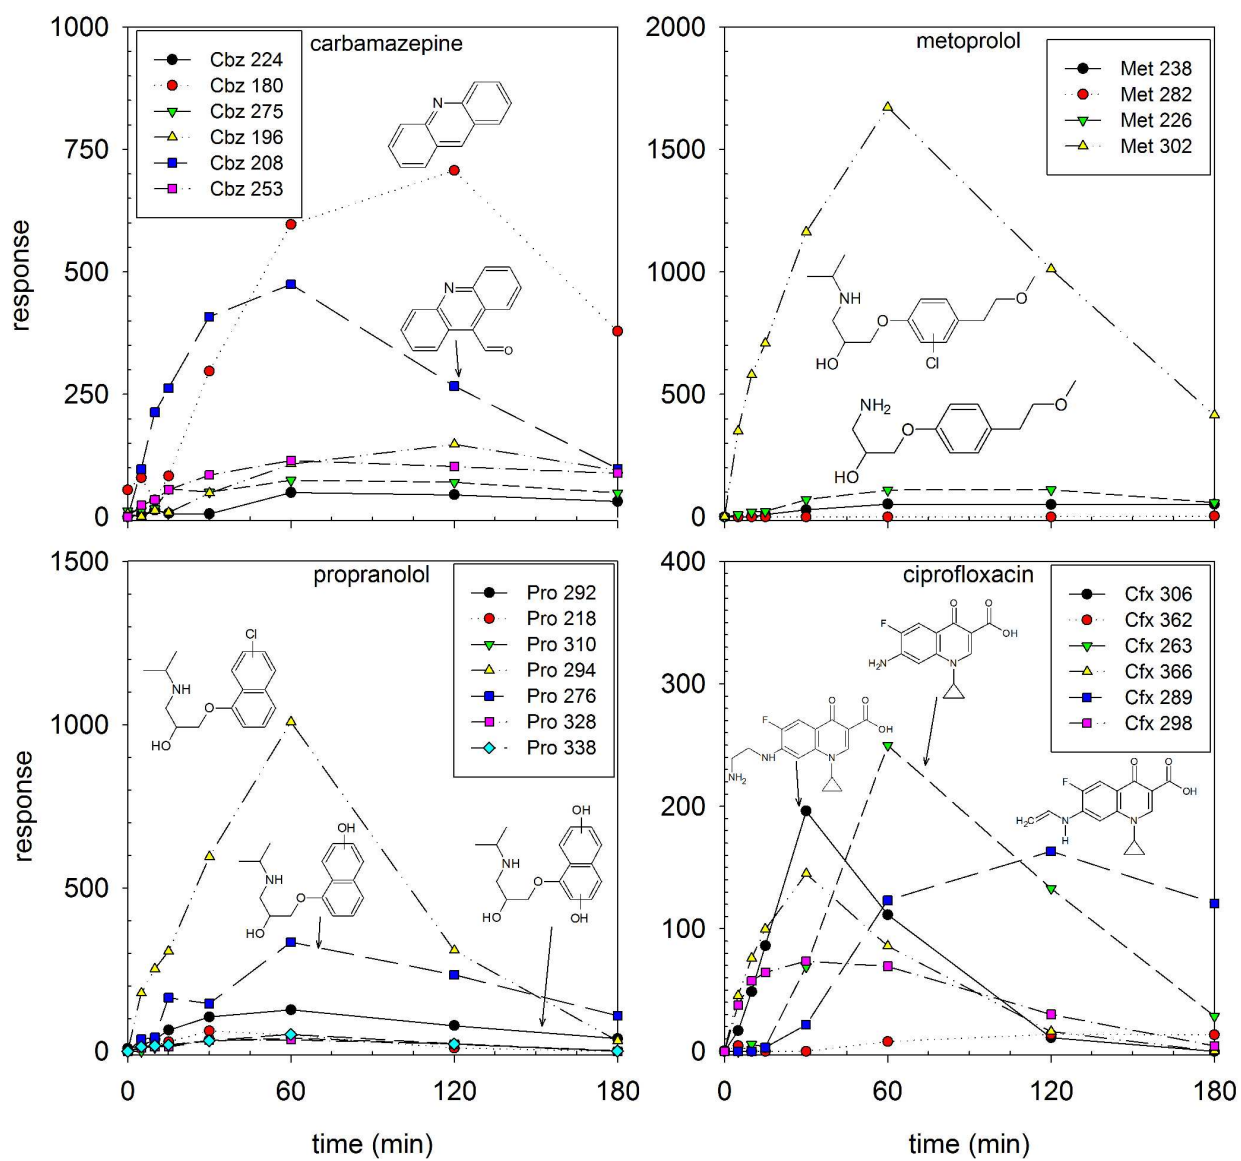 carbamazepine
1000
750
500
250
0
response
Cbz 224
Cbz 180
Cbz 275
Cbz 196
Cbz 208
Cbz 253
N
N
O
metoprolol
2000
1500
1000
500
0
Met 238
Met 282
Met 226
Met 302
NH
O
O
HO
Cl
NH2
O
O
HO
propranolol
1500
1000
500
0
response
0
60
120
180
time (min)
Pro 292
Pro 218
Pro 310
Pro 294
Pro 276
Pro 328
Pro 338
Cl
NH
O
HO
OH
NH
O
HO
OH
NH
O
HO
OH
ciprofloxacin
400
300
200
100
0
0
60
120
180
time (min)
Cfx 306
Cfx 362
Cfx 263
Cfx 366
Cfx 289
Cfx 298
O
O
F
OH
NH2
N
O
O
F
OH
NH
N
NH2
O
O
F
OH
H2C
N
H
N